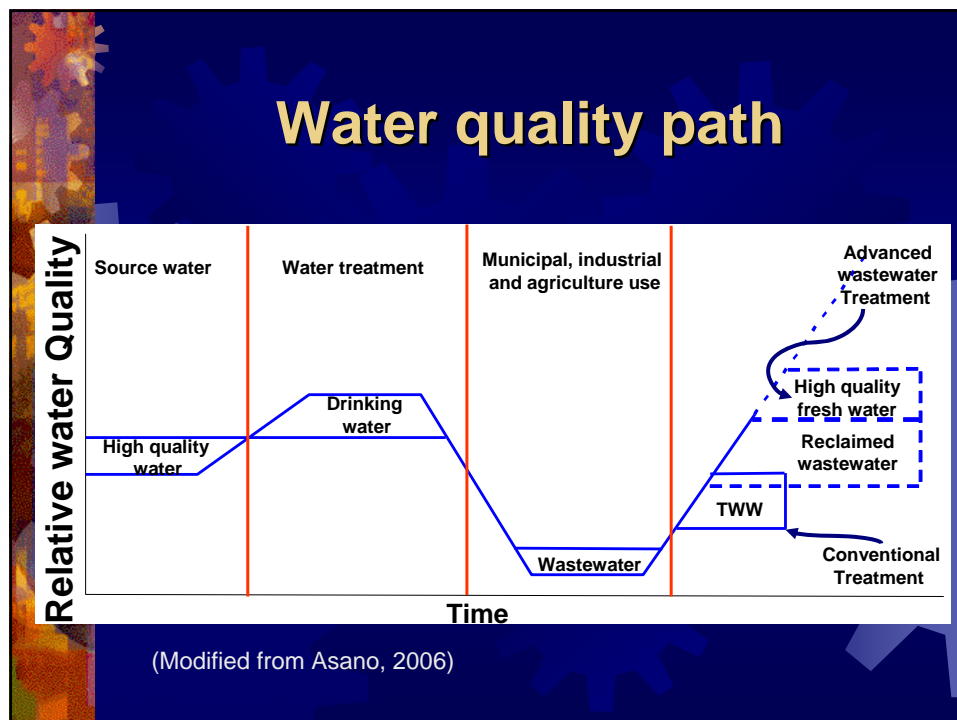 Water quality path
Relative water Quality
Source water
Water treatment
Municipal, industrial
and agriculture use
Advanced
wastewater
Treatment
High quality
water
Drinking
water
Wastewater
High quality
fresh water
Reclaimed
wastewater
TWW
Conventional
Treatment
Time
(Modified from Asano, 2006)